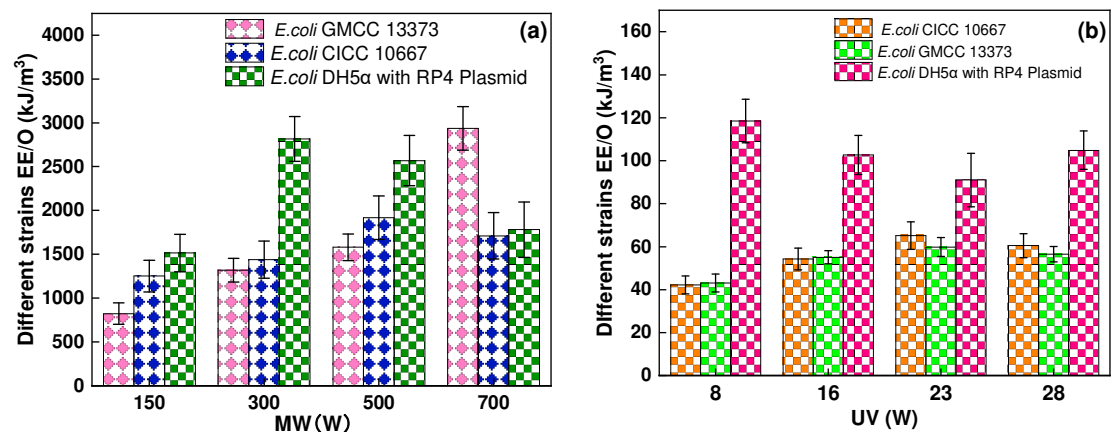 (a)
E.coli GMCC 13373
E.coli CICC 10667
E.coli DH5α with RP4 Plasmid
Different strains EE/O (kJ/m³)
4000
3500
3000
2500
2000
1500
1000
500
0
150 300 500 700
MW（W）
(b)
E.coli CICC 10667
E.coli GMCC 13373
E.coli DH5α with RP4 Plasmid
Different strains EE/O (kJ/m³)
160
140
120
100
80
60
40
20
0
8 16 23 28
UV (W)